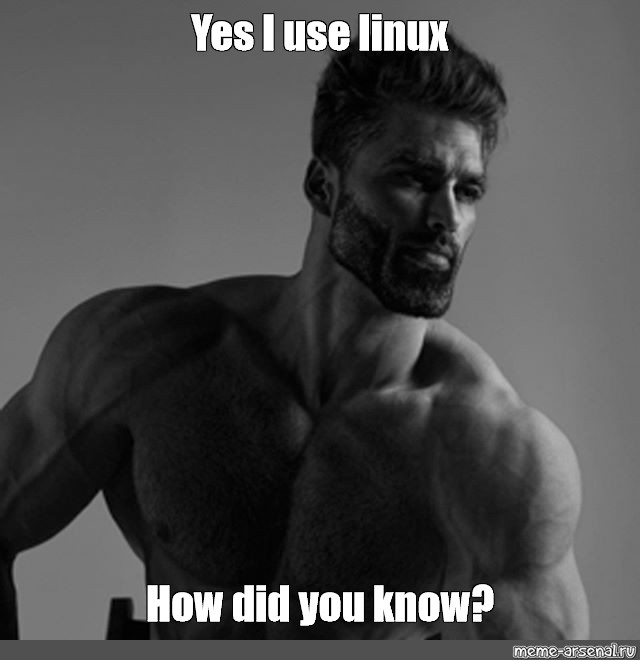 Yes I use linux
How did you know?
meme-arsenal.ru